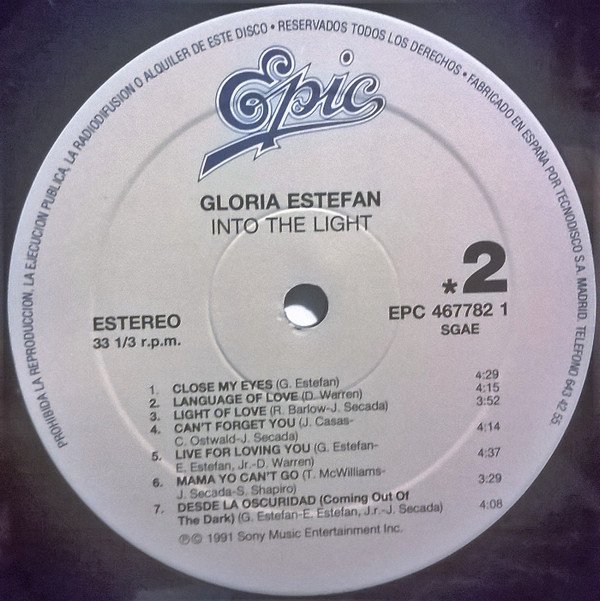 PROHIBIDA LA REPRODUCCION, LA EJECUCION PUBLICA, LA RADIODIFUSION O ALQUILER DE ESTE DISCO • RESERVADOS TODOS LOS DERECHOS • FABRICADO EN ESPAÑA POR TECNODISCO S.A. MADRID. TELEFONO 643 42 55
Epic
GLORIA ESTEFAN
INTO THE LIGHT
*2
ESTEREO
33 1/3 r.p.m.
EPC 467782 1
SGAE
1. CLOSE MY EYES (G. Estefan) 4:29
2. LANGUAGE OF LOVE (D. Warren) 4:15
3. LIGHT OF LOVE (R. Barlow-J. Secada) 3:52
4. CAN'T FORGET YOU (J. Casas-
C. Ostwald-J. Secada) 4:14
5. LIVE FOR LOVING YOU (G. Estefan-
E. Estefan, Jr.-D. Warren) 4:37
6. MAMA YO CAN'T GO (T. McWilliams-
J. Secada-S. Shapiro) 3:29
7. DESDE LA OSCURIDAD (Coming Out Of
The Dark) (G. Estefan-E. Estefan, J.r.-J. Secada) 4:08
℗© 1991 Sony Music Entertainment Inc.